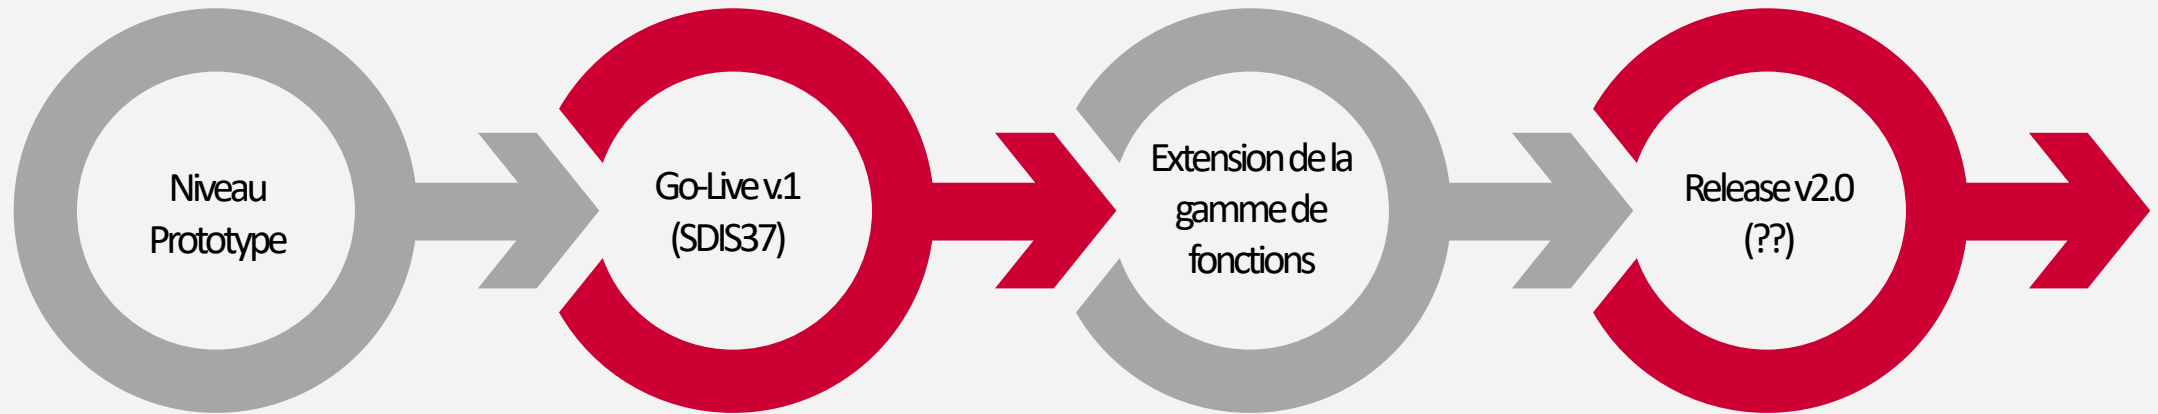 Niveau
Prototype
Go-Live v.1
(SDIS37)
Extension de la
gamme de
fonctions
Release v2.0
(??)